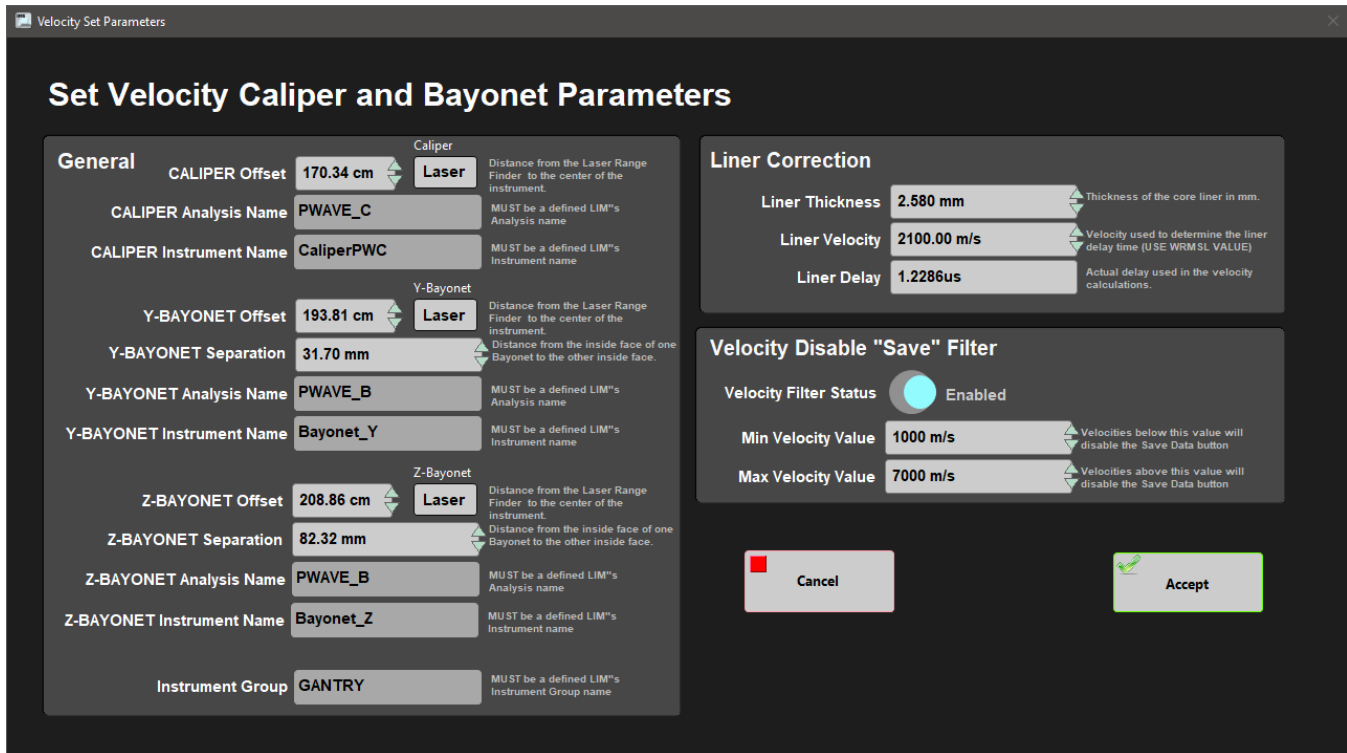 Velocity Set Parameters
Set Velocity Caliper and Bayonet Parameters
General
Caliper
CALIPER Offset 170.34 cm Laser
Distance from the Laser Range
Finder to the center of the
instrument.
CALIPER Analysis Name PWAVE_C
MUST be a defined LIM"s
Analysis name
CALIPER Instrument Name CaliperPWC
MUST be a defined LIM"s
Instrument name
Y-Bayonet
Y-BAYONET Offset 193.81 cm Laser
Distance from the Laser Range
Finder to the center of the
instrument.
Y-BAYONET Separation 31.70 mm
Distance from the inside face of one
Bayonet to the other inside face.
Y-BAYONET Analysis Name PWAVE_B
MUST be a defined LIM"s
Analysis name
Y-BAYONET Instrument Name Bayonet_Y
MUST be a defined LIM"s
Instrument name
Z-Bayonet
Z-BAYONET Offset 208.86 cm Laser
Distance from the Laser Range
Finder to the center of the
instrument.
Z-BAYONET Separation 82.32 mm
Distance from the inside face of one
Bayonet to the other inside face.
Z-BAYONET Analysis Name PWAVE_B
MUST be a defined LIM"s
Analysis name
Z-BAYONET Instrument Name Bayonet_Z
MUST be a defined LIM"s
Instrument name
Instrument Group GANTRY
MUST be a defined LIM"s
Instrument Group name
Liner Correction
Liner Thickness 2.580 mm
Thickness of the core liner in mm.
Liner Velocity 2100.00 m/s
Velocity used to determine the liner
delay time (USE WRMSL VALUE)
Liner Delay 1.2286us
Actual delay used in the velocity
calculations.
Velocity Disable "Save" Filter
Velocity Filter Status Enabled
Min Velocity Value 1000 m/s
Velocities below this value will
disable the Save Data button
Max Velocity Value 7000 m/s
Velocities above this value will
disable the Save Data button
Cancel
Accept